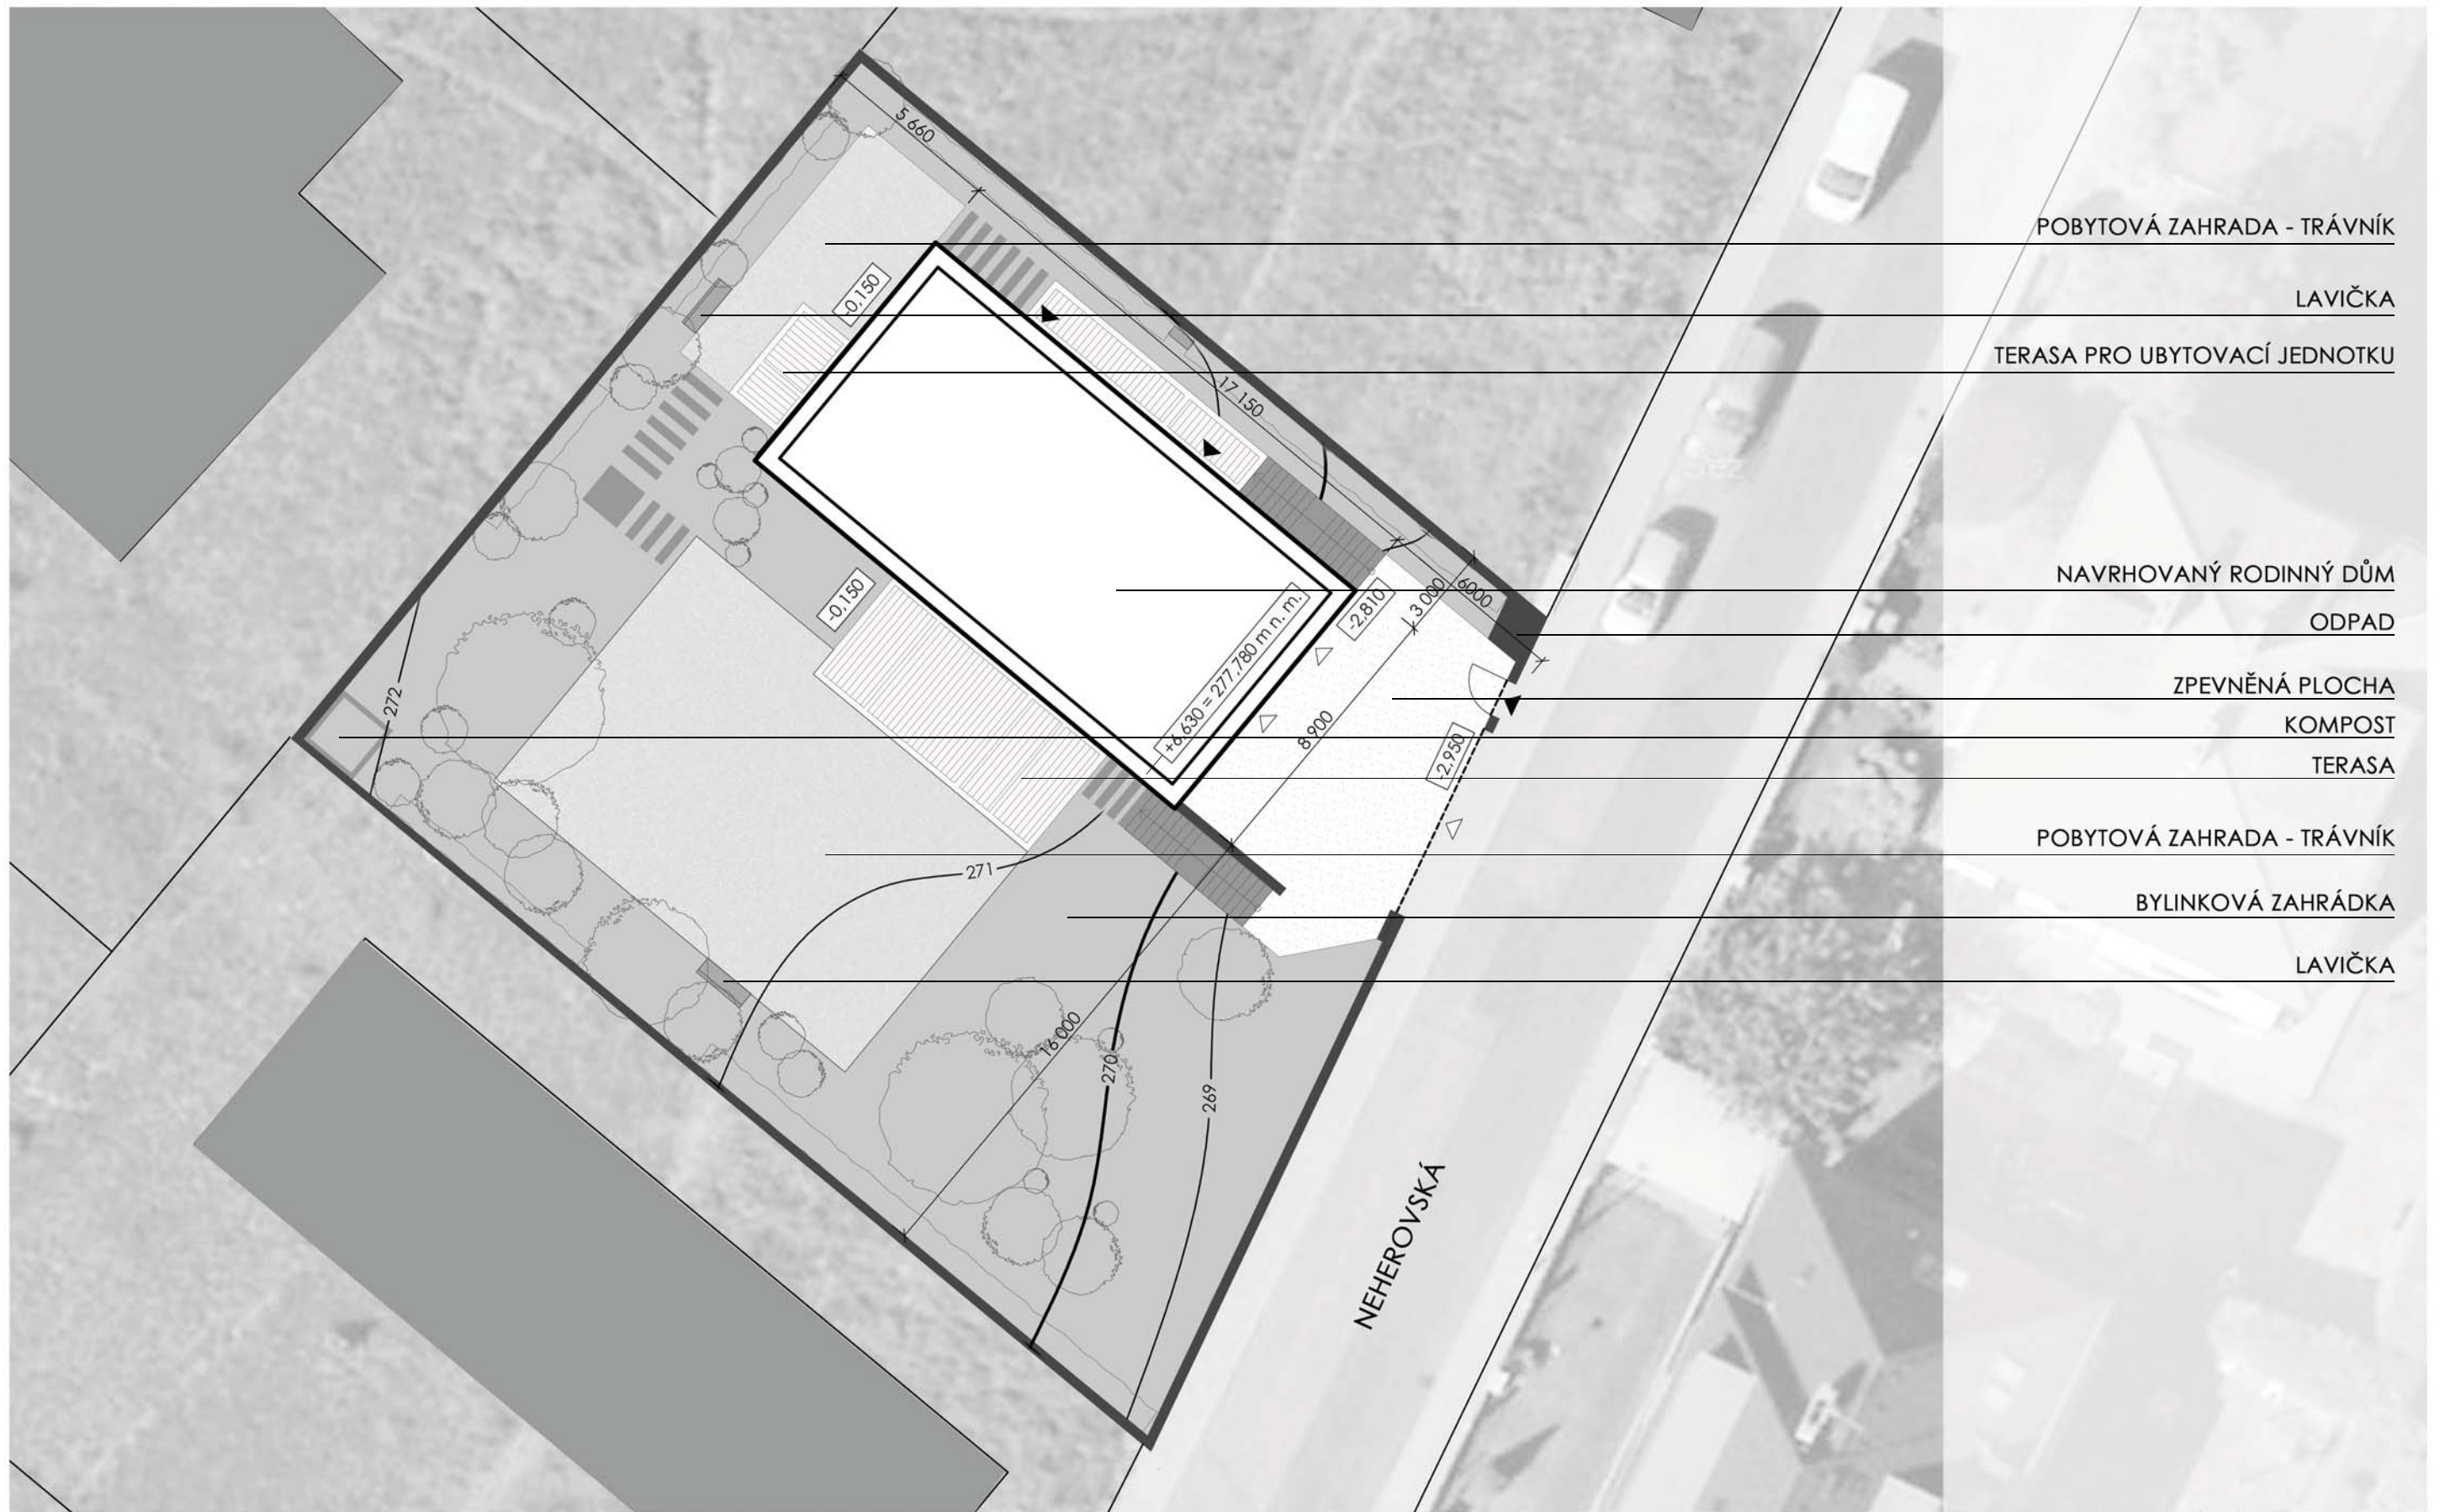 5 660
POBYTOVÁ ZAHRADA - TRÁVNÍK
-0,150
LAVIČKA
TERASA PRO UBYTOVACÍ JEDNOTKU
17 150
NAVRHOVANÝ RODINNÝ DŮM
-0,150
-2,810
3 000
6000
ODPAD
+6,630 = 277,780 m n. m.
ZPEVNĚNÁ PLOCHA
272
8 900
KOMPOST
-2,950
TERASA
POBYTOVÁ ZAHRADA - TRÁVNÍK
271
BYLINKOVÁ ZAHRÁDKA
LAVIČKA
16 000
270
269
NEHEROVSKÁ